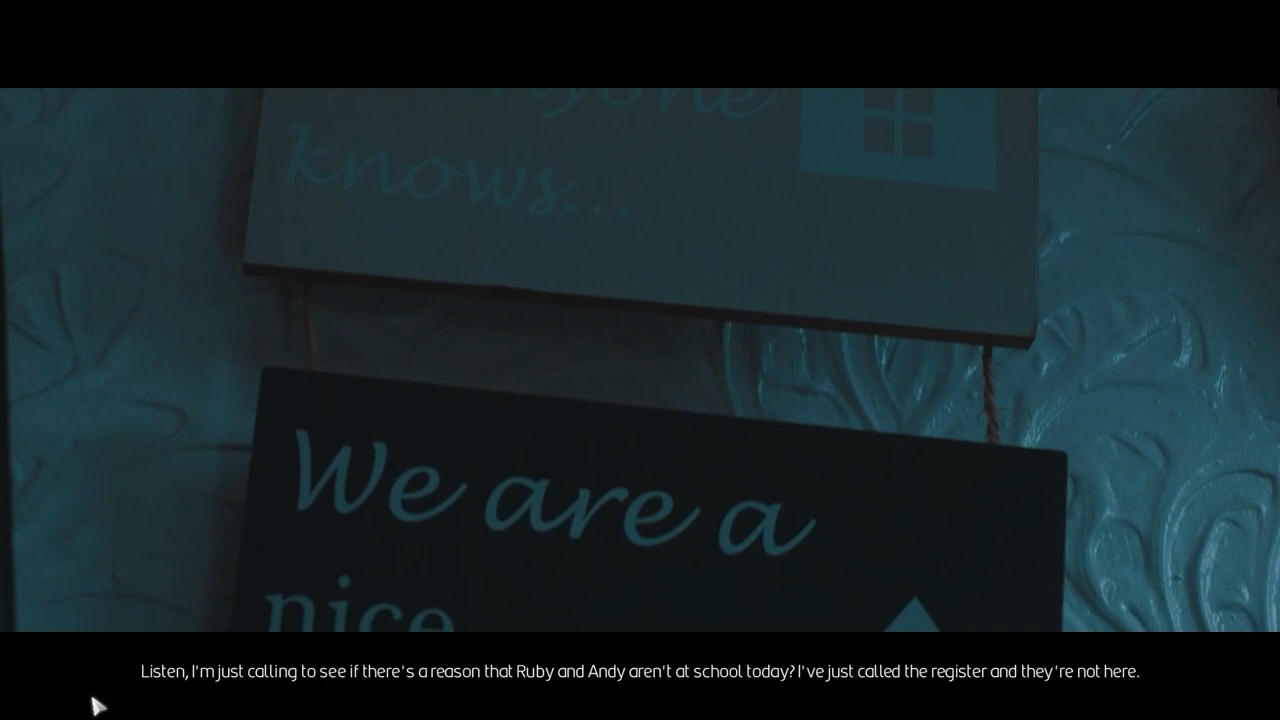 knows...
We are a
nice
Listen, I'm just calling to see if there's a reason that Ruby and Andy aren't at school today? I've just called the register and they're not here.